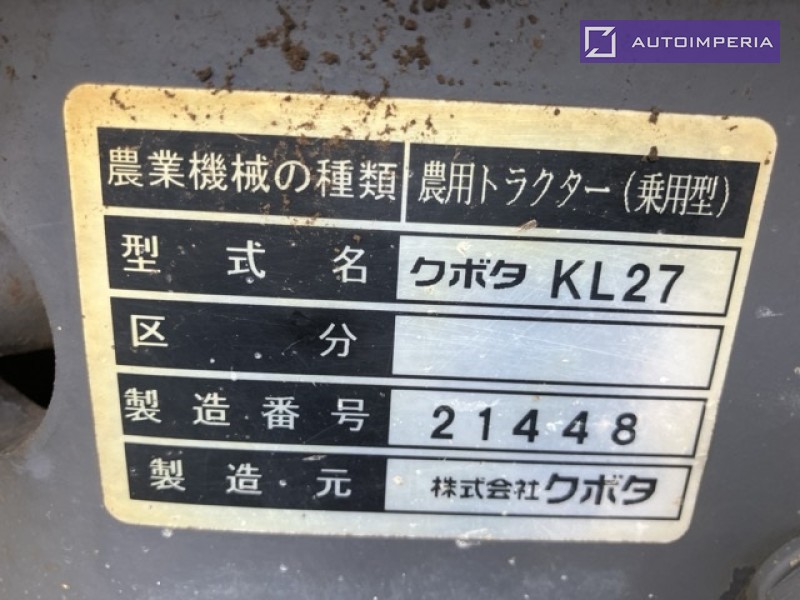 AUTOIMPERIA
農業機械の種類 農用トラクター(乗用型)
型式名 クボタ KL27
区分
製造番号 21448
製造元 株式会社クボタ